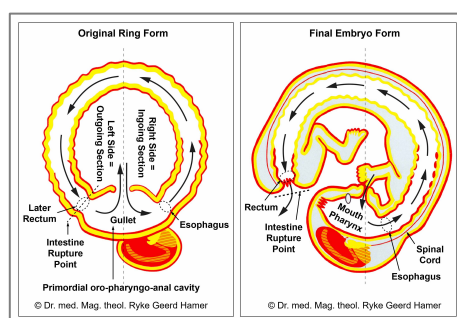 Original Ring Form
Left Side =
Outgoing Section
Right Side =
Ingoing Section
Later
Rectum
Gullet
Esophagus
Intestine
Rupture
Point
Primordial oro-pharyngo-anal cavity
© Dr. med. Mag. theol. Ryke Geerd Hamer
Final Embryo Form
Rectum
Mouth
Pharynx
Intestine
Rupture
Point
Spinal
Cord
Esophagus
© Dr. med. Mag. theol. Ryke Geerd Hamer